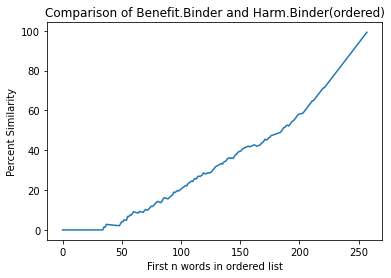 Comparison of Benefit.Binder and Harm.Binder(ordered)
100
80
60
40
20
0
Percent Similarity
0 50 100 150 200 250
First n words in ordered list